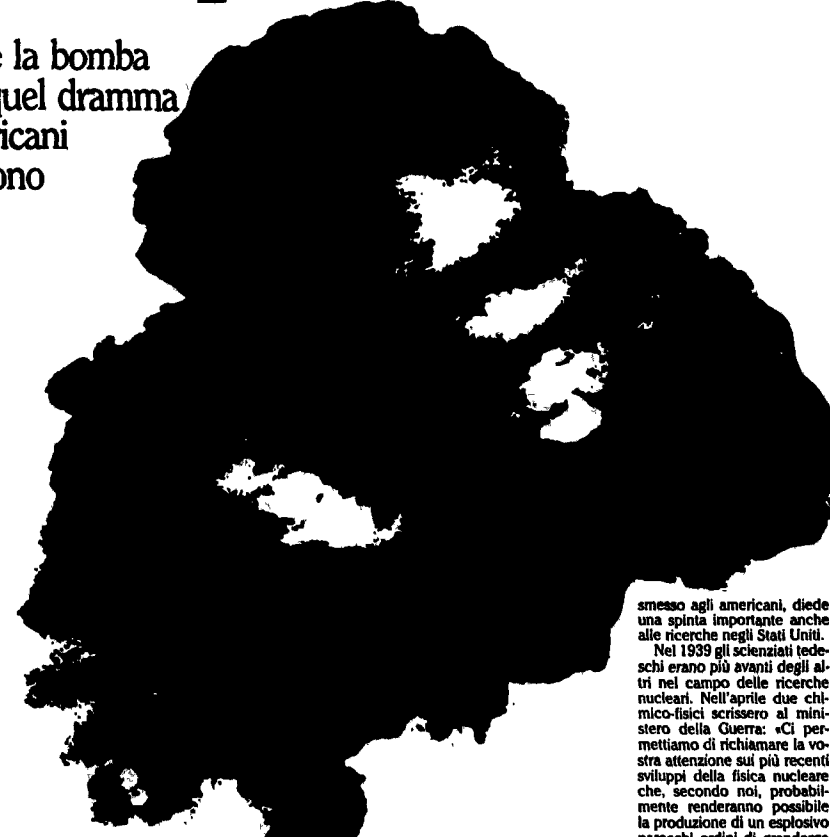 la bomba
quel dramma
ricani
ono
smesso agli americani, diede
una spinta importante anche
alle ricerche negli Stati Uniti.
Nel 1939 gli scienziati tede-
schi erano più avanti degli al-
tri nel campo delle ricerche
nucleari. Nell'aprile due chi-
mico-fisici scrissero al mini-
stero della Guerra: «Ci per-
mettiamo di richiamare la vo-
stra attenzione sui più recenti
sviluppi della fisica nucleare
che, secondo noi, probabil-
mente renderanno possibile
la produzione di un esplosivo
parecchi ordini di grandezza